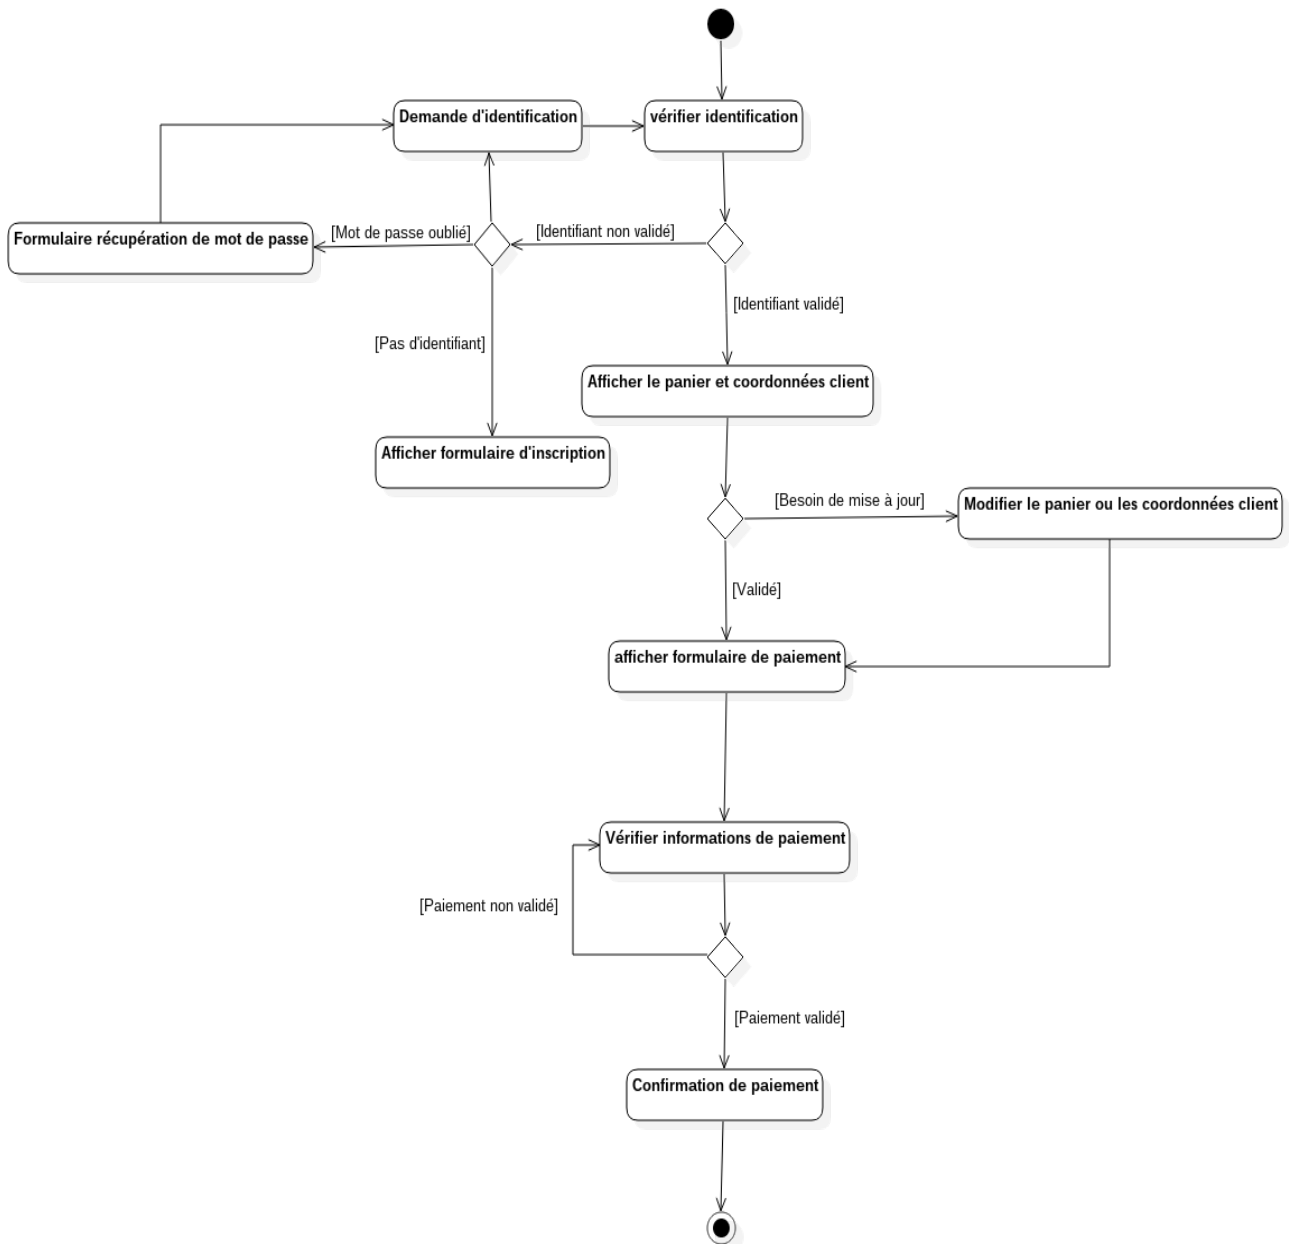 Demande d'identification
vérifier identification
Formulaire récupération de mot de passe
[Mot de passe oublié]
[Identifiant non validé]
[Identifiant validé]
[Pas d'identifiant]
Afficher le panier et coordonnées client
Afficher formulaire d'inscription
[Besoin de mise à jour]
Modifier le panier ou les coordonnées client
[Validé]
afficher formulaire de paiement
Vérifier informations de paiement
[Paiement non validé]
[Paiement validé]
Confirmation de paiement